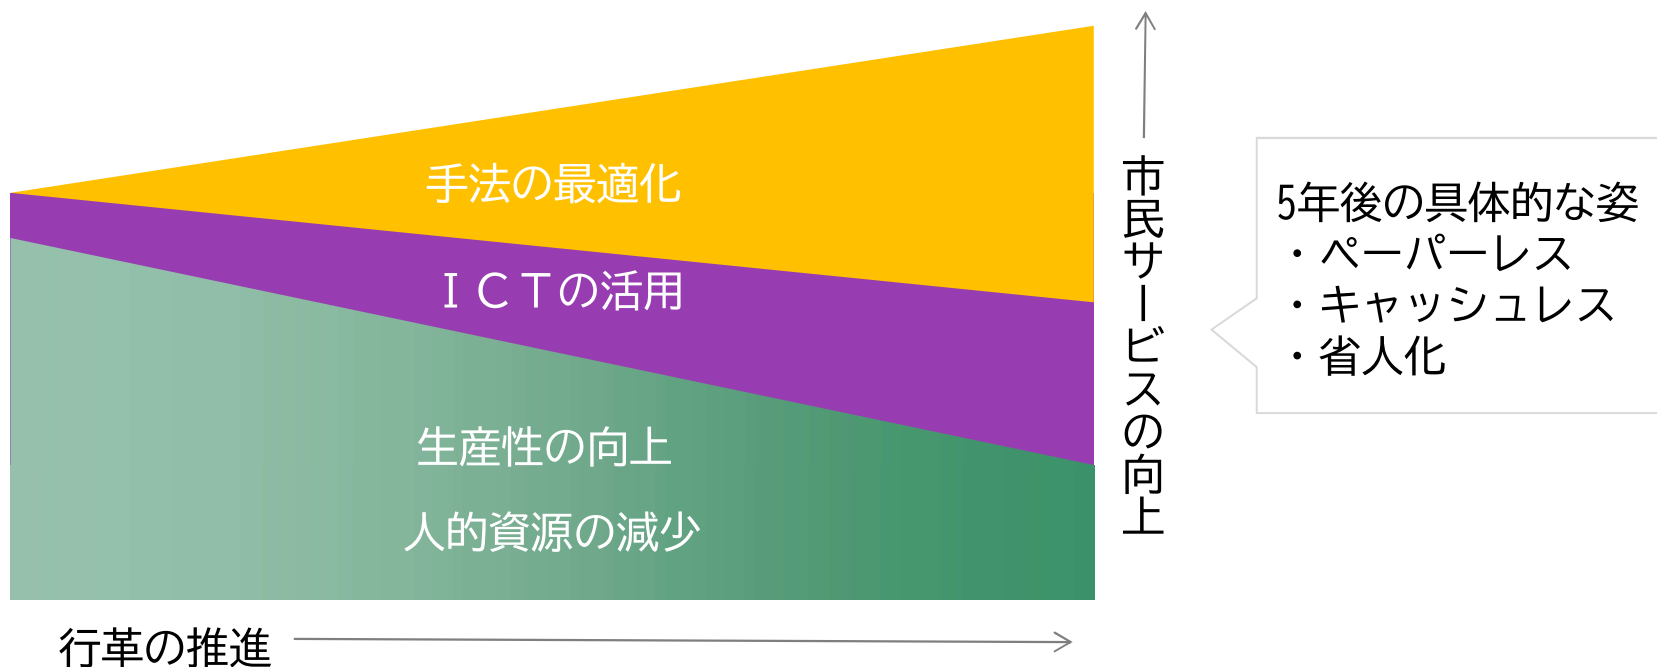 手法の最適化
ＩＣＴの活用
生産性の向上
人的資源の減少
行革の推進
市民サービスの向上
5年後の具体的な姿
・ペーパーレス
・キャッシュレス
・省人化